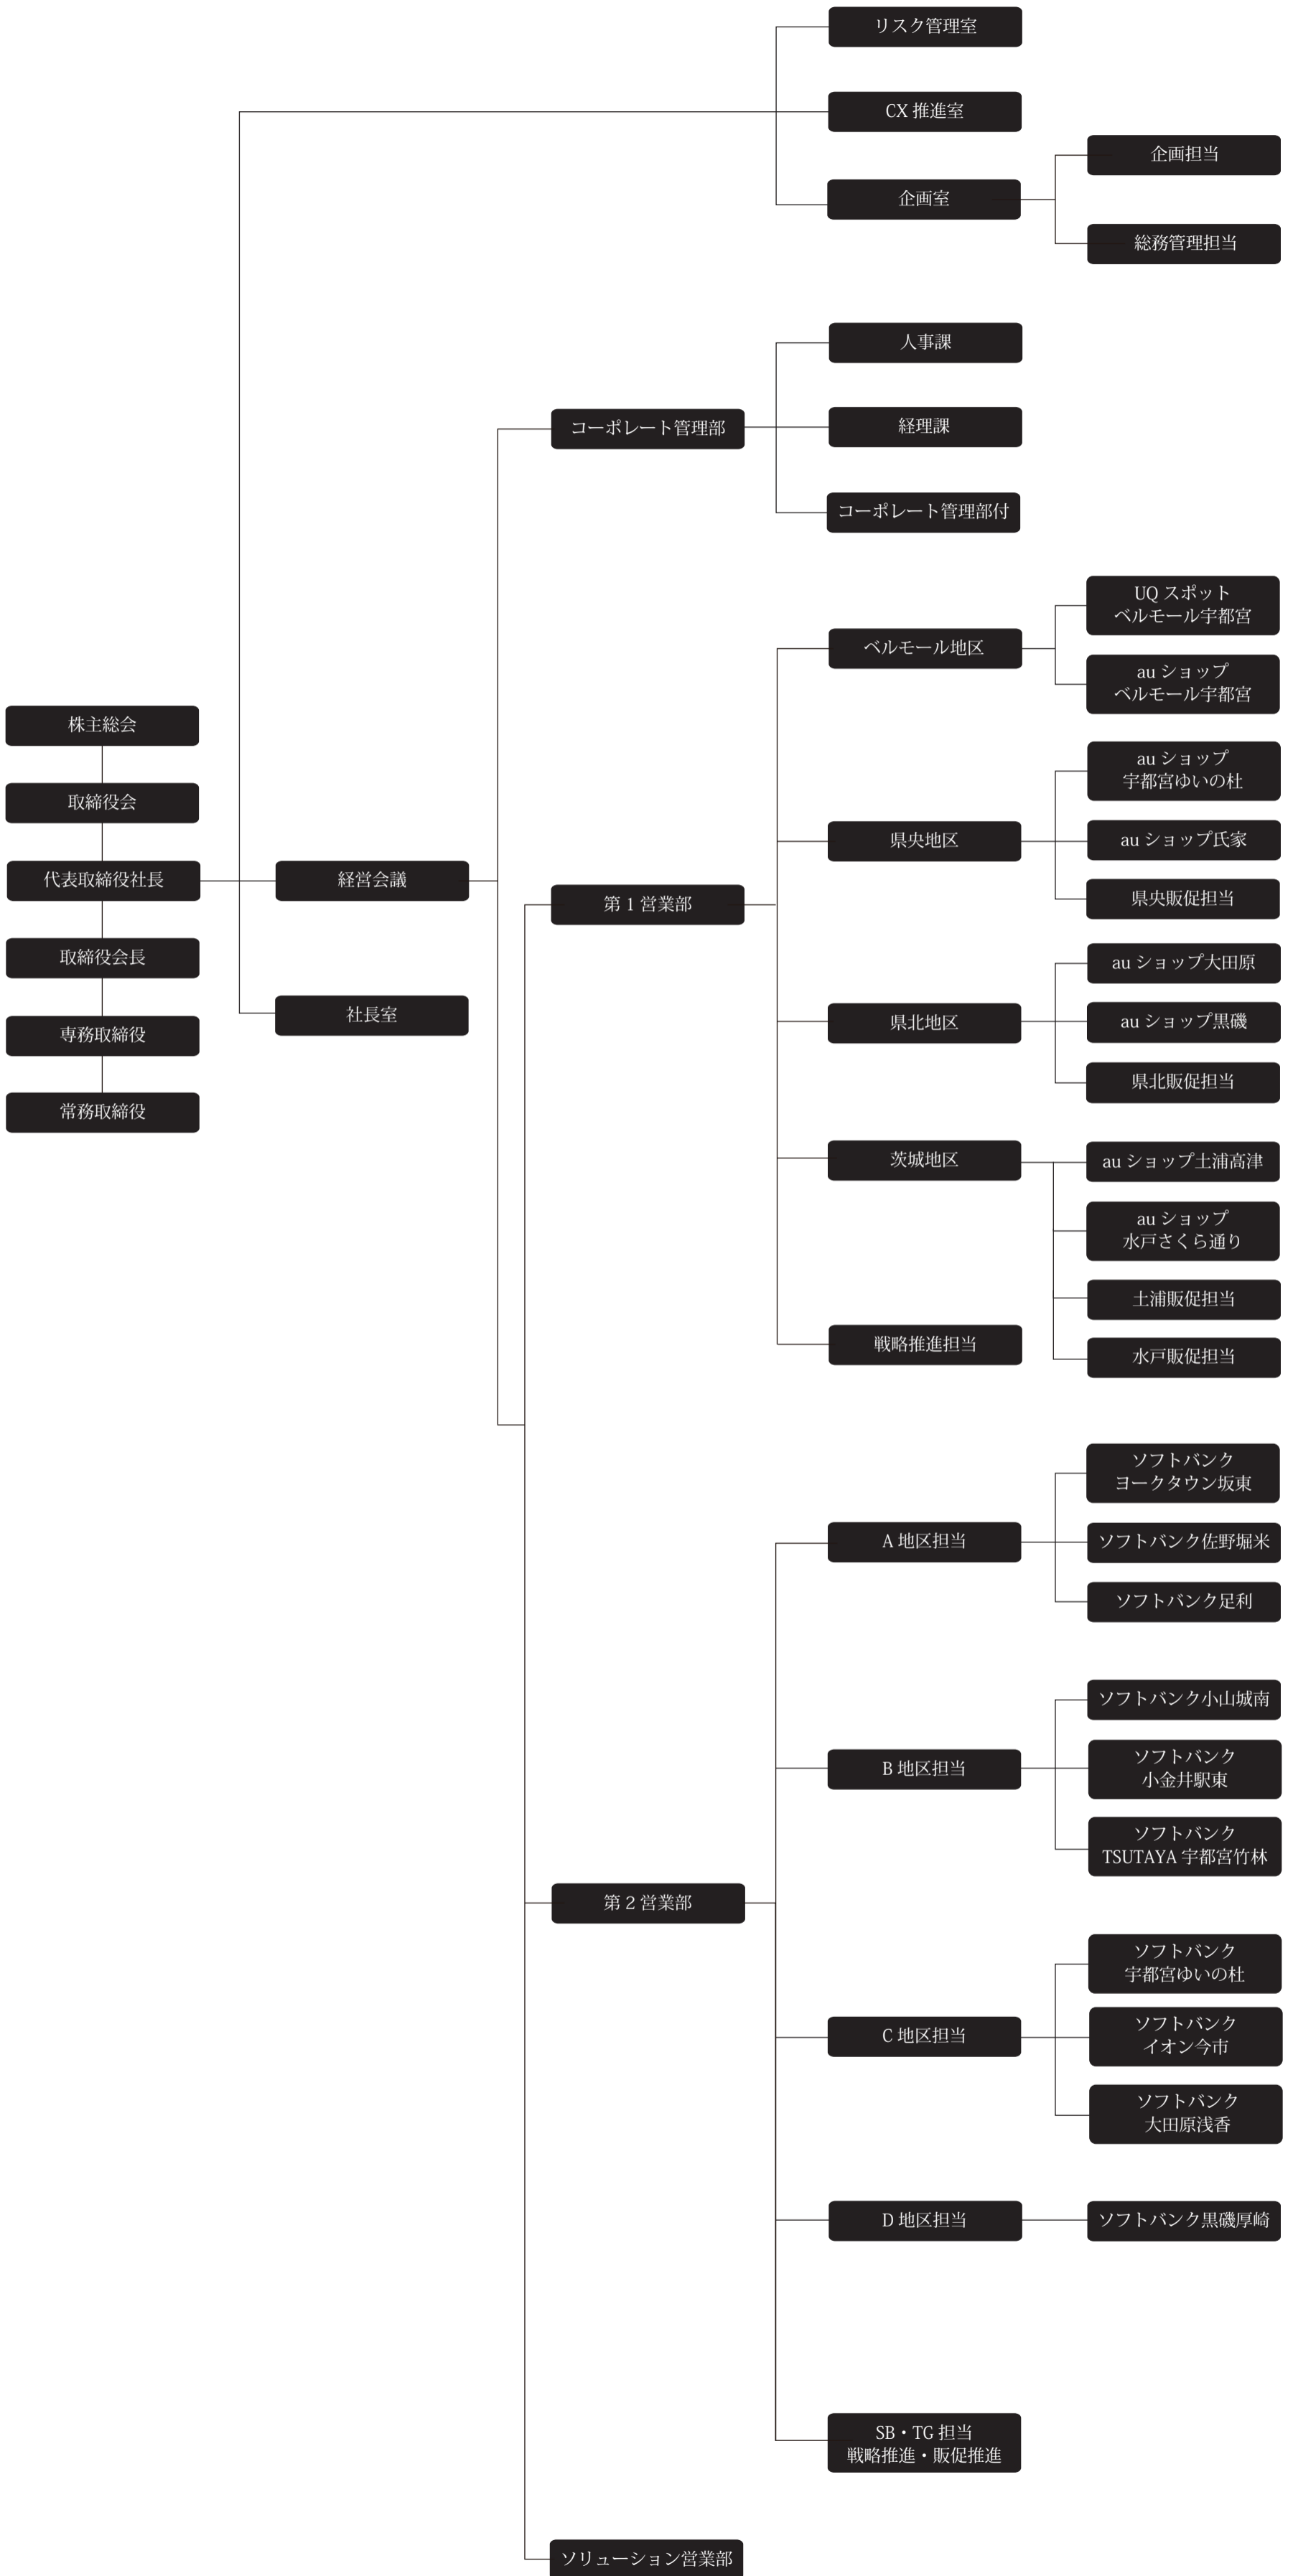 リスク管理室
CX 推進室
企画室
企画担当
総務管理担当
人事課
コーポレート管理部
経理課
コーポレート管理部付
ベルモール地区
UQ スポット
ベルモール宇都宮
au ショップ
ベルモール宇都宮
株主総会
取締役会
代表取締役社長
取締役会長
専務取締役
常務取締役
経営会議
社長室
第 1 営業部
県央地区
au ショップ
宇都宮ゆいの杜
au ショップ氏家
県央販促担当
県北地区
au ショップ大田原
au ショップ黒磯
県北販促担当
茨城地区
au ショップ土浦高津
au ショップ
水戸さくら通り
土浦販促担当
水戸販促担当
戦略推進担当
第 2 営業部
A 地区担当
ソフトバンク
ヨークタウン坂東
ソフトバンク佐野堀米
ソフトバンク足利
B 地区担当
ソフトバンク小山城南
ソフトバンク
小金井駅東
ソフトバンク
TSUTAYA 宇都宮竹林
C 地区担当
ソフトバンク
宇都宮ゆいの杜
ソフトバンク
イオン今市
ソフトバンク
大田原浅香
D 地区担当
ソフトバンク黒磯厚崎
SB・TG 担当
戦略推進・販促推進
ソリューション営業部